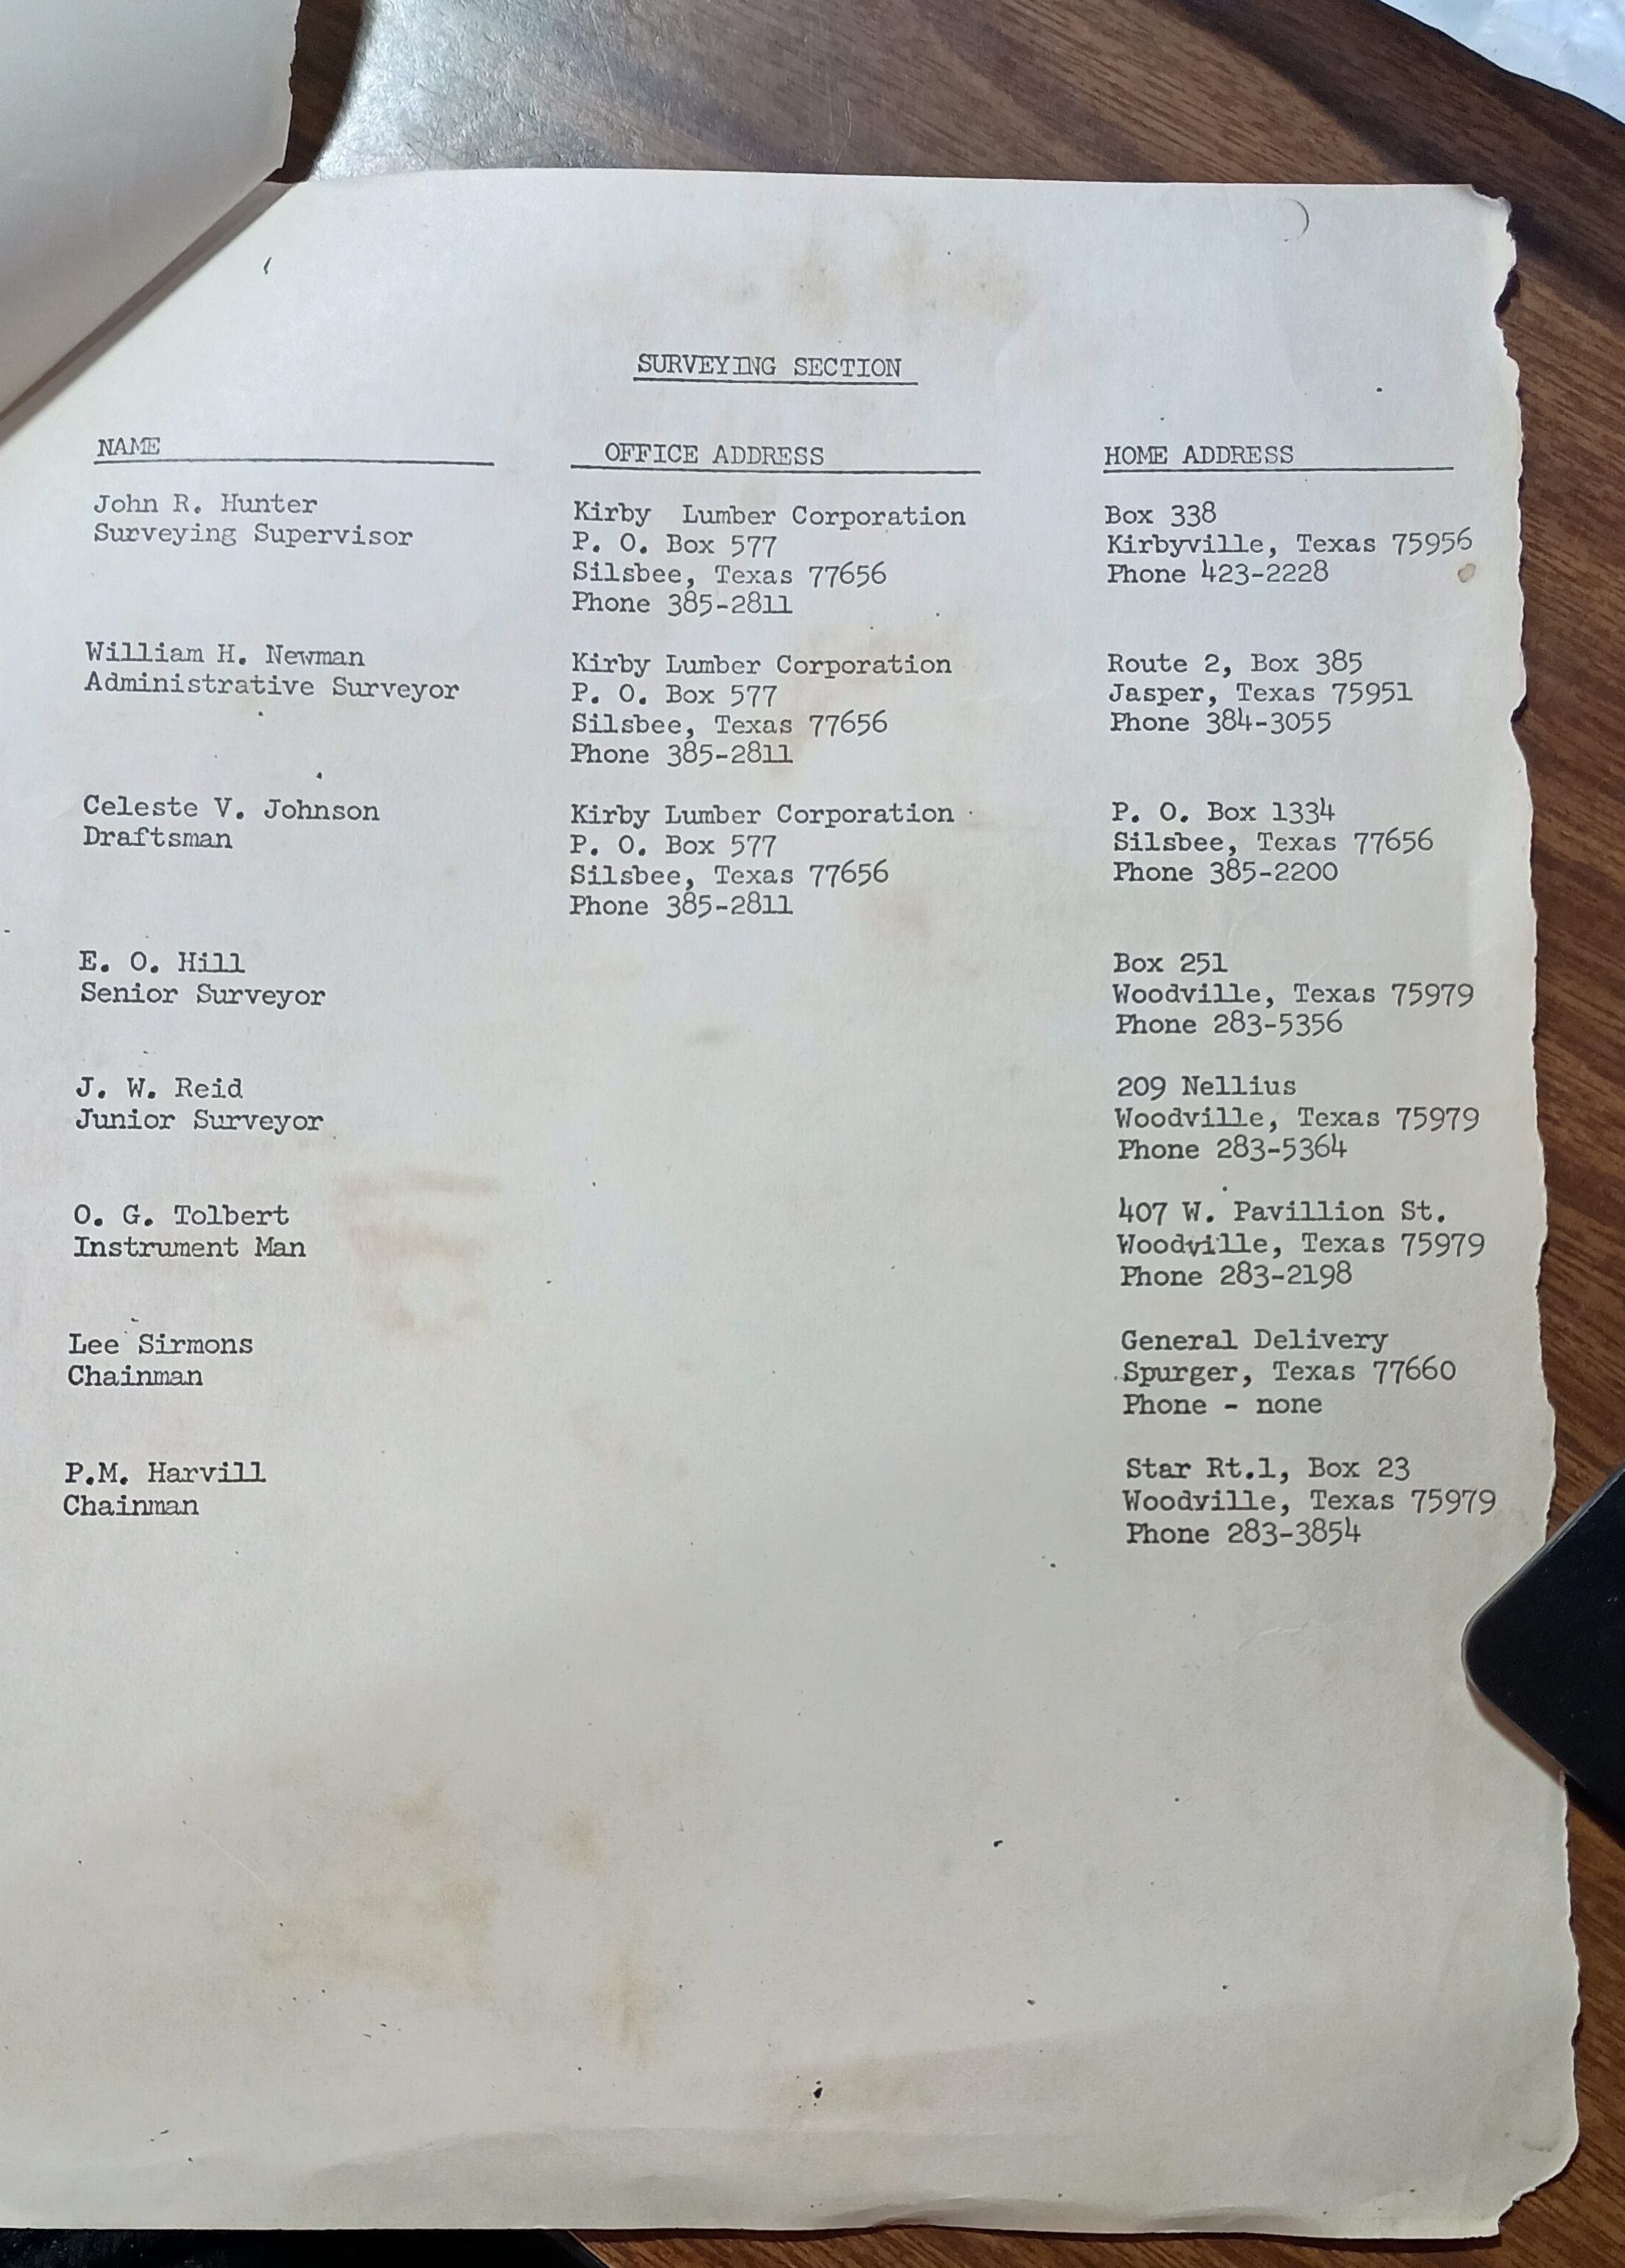 SURVEYING SECTION
NAME OFFICE ADDRESS HOME ADDRESS
John R. Hunter
Surveying Supervisor
Kirby Lumber Corporation
P. O. Box 577
Silsbee, Texas 77656
Phone 385-2811
Box 338
Kirbyville, Texas 75956
Phone 423-2228
William H. Newman
Administrative Surveyor
Kirby Lumber Corporation
P. O. Box 577
Silsbee, Texas 77656
Phone 385-2811
Route 2, Box 385
Jasper, Texas 75951
Phone 384-3055
Celeste V. Johnson
Draftsman
Kirby Lumber Corporation
P. O. Box 577
Silsbee, Texas 77656
Phone 385-2811
P. O. Box 1334
Silsbee, Texas 77656
Phone 385-2200
E. O. Hill
Senior Surveyor
Box 251
Woodville, Texas 75979
Phone 283-5356
J. W. Reid
Junior Surveyor
209 Nellius
Woodville, Texas 75979
Phone 283-5364
O. G. Tolbert
Instrument Man
407 W. Pavillion St.
Woodville, Texas 75979
Phone 283-2198
Lee Sirmons
Chainman
General Delivery
Spurger, Texas 77660
Phone - none
P.M. Harvill
Chainman
Star Rt.1, Box 23
Woodville, Texas 75979
Phone 283-3854